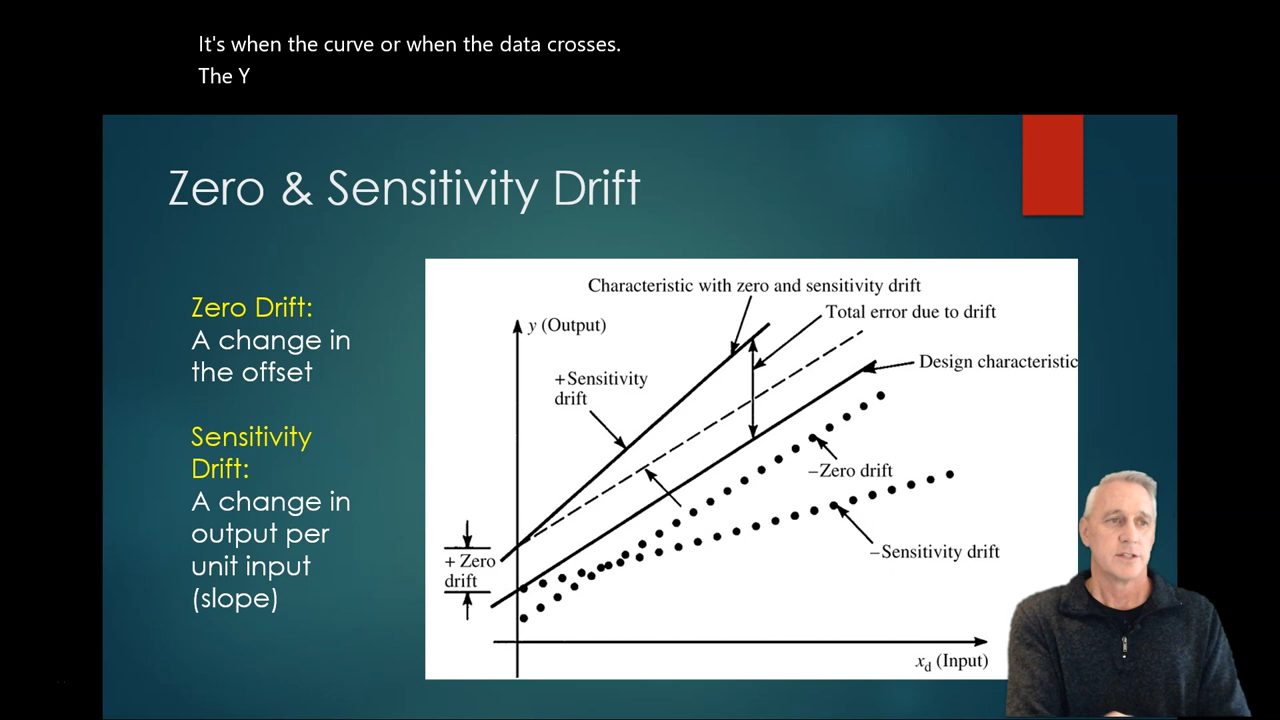 It's when the curve or when the data crosses.
The Y
Zero & Sensitivity Drift
Zero Drift:
A change in
the offset
Sensitivity
Drift:
A change in
output per
unit input
(slope)
Characteristic with zero and sensitivity drift
Total error due to drift
y (Output)
Design characteristic
+Sensitivity
drift
−Zero drift
−Sensitivity drift
+ Zero
drift
xd (Input)